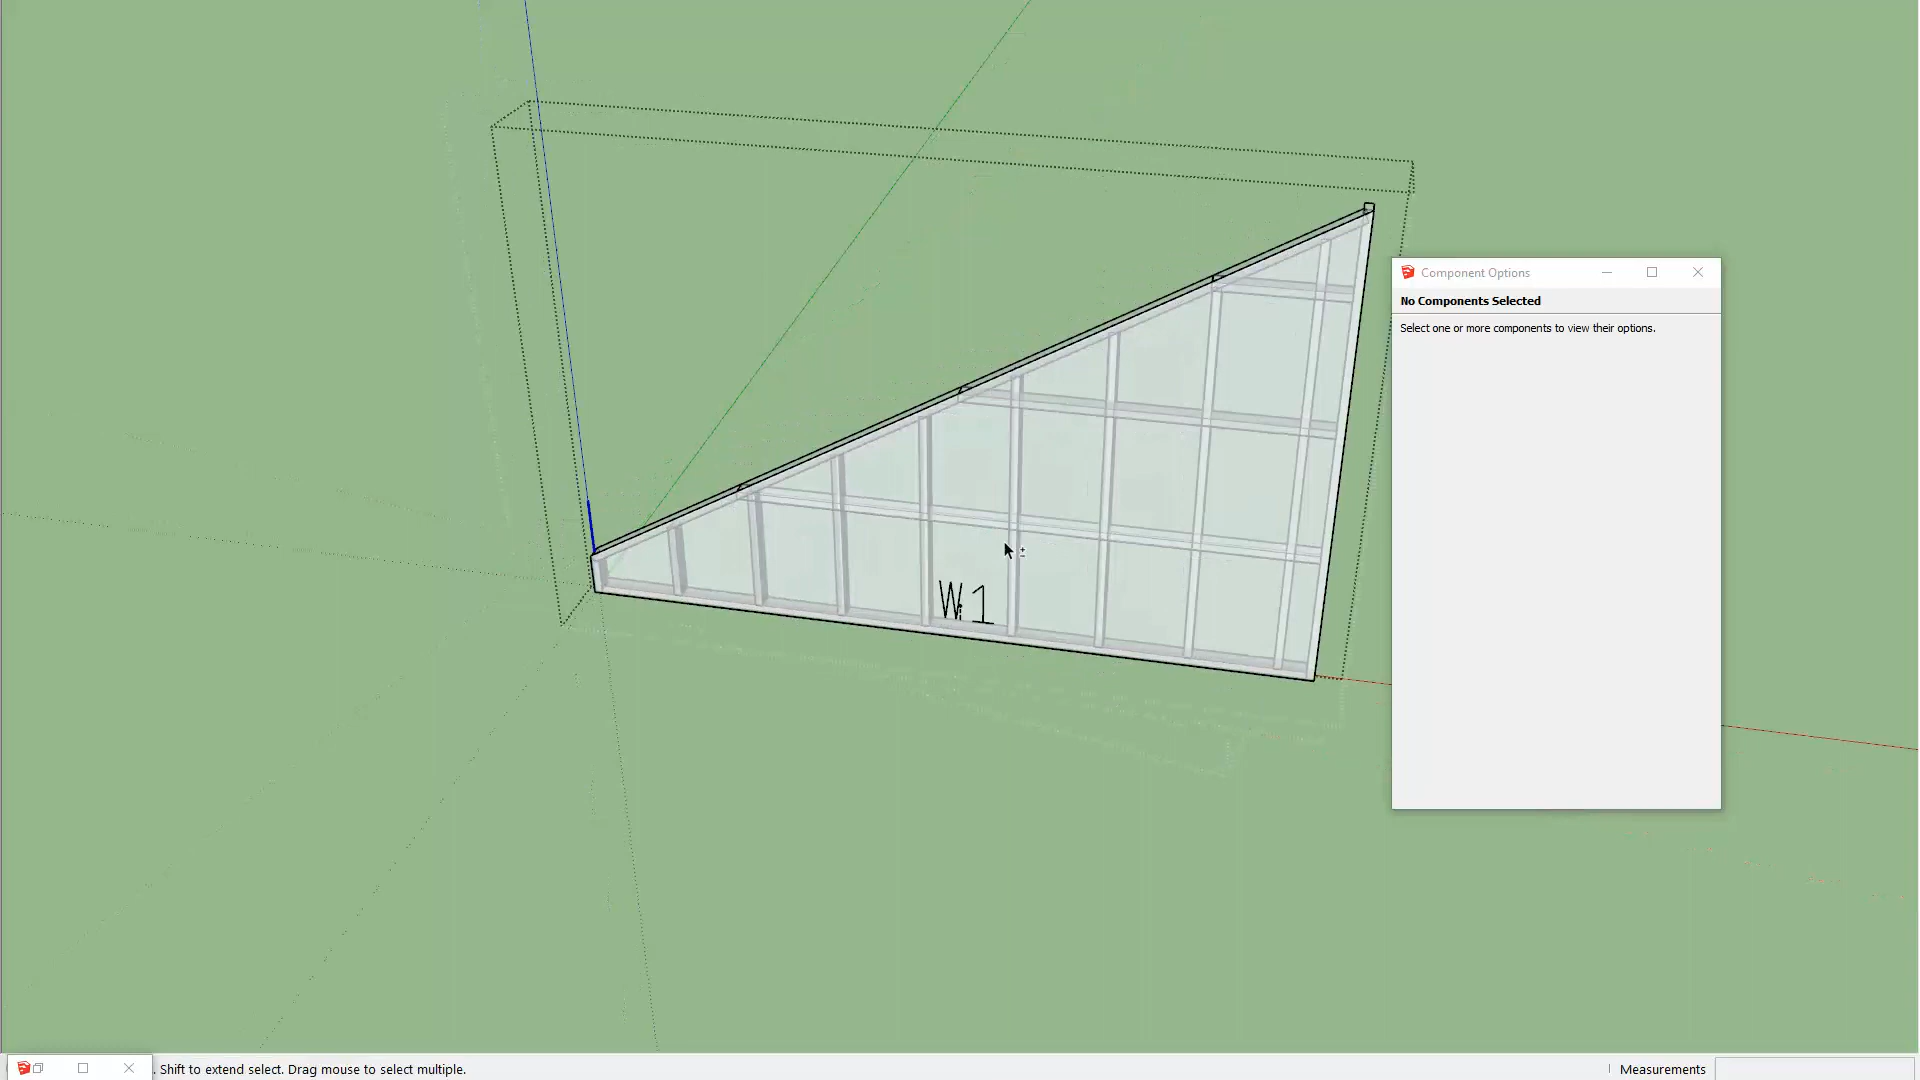 W1
Component Options
No Components Selected
Select one or more components to view their options.
. Shift to extend select. Drag mouse to select multiple.
Measurements